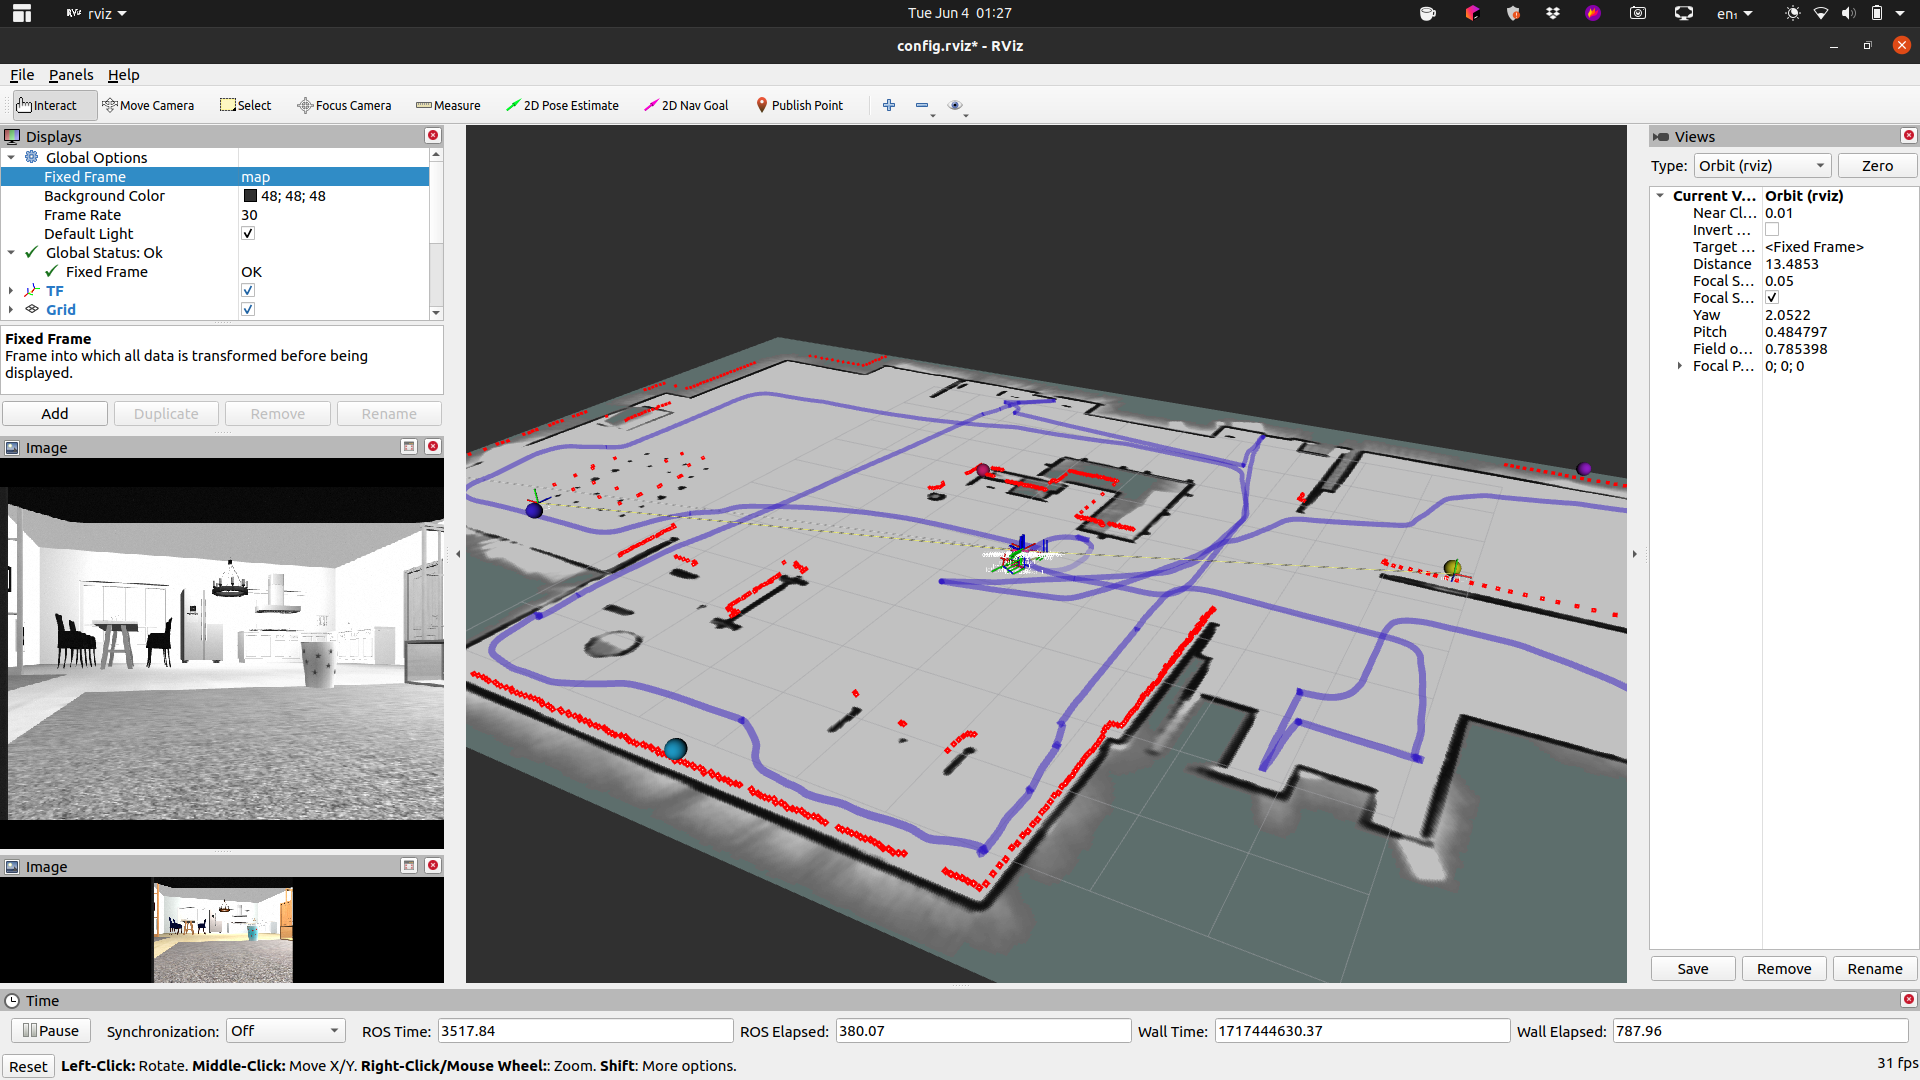 rviz
Tue Jun 4 01:27
en₁
config.rviz* - RViz
File Panels Help
Interact Move Camera Select Focus Camera Measure 2D Pose Estimate 2D Nav Goal Publish Point
Displays
Global Options
Fixed Frame map
Background Color 48; 48; 48
Frame Rate 30
Default Light
Global Status: Ok
Fixed Frame OK
TF
Grid
Fixed Frame
Frame into which all data is transformed before being
displayed.
Add Duplicate Remove Rename
Image
Image
Views
Type: Orbit (rviz) Zero
Current V... Orbit (rviz)
Near Cl... 0.01
Invert ...
Target ... <Fixed Frame>
Distance 13.4853
Focal S... 0.05
Focal S...
Yaw 2.0522
Pitch 0.484797
Field o... 0.785398
Focal P... 0; 0; 0
Save Remove Rename
Time
Pause Synchronization: Off ROS Time: 3517.84 ROS Elapsed: 380.07 Wall Time: 1717444630.37 Wall Elapsed: 787.96
Reset Left-Click: Rotate. Middle-Click: Move X/Y. Right-Click/Mouse Wheel:: Zoom. Shift: More options. 31 fps